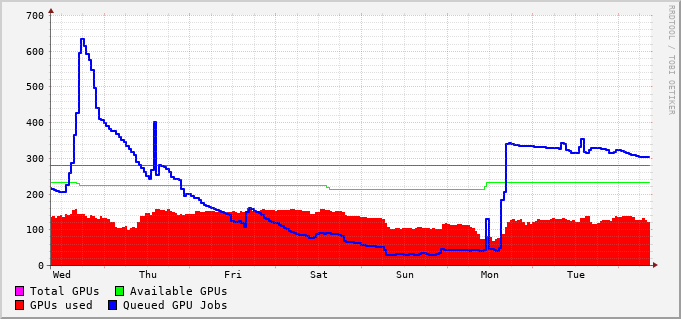 700
600
500
400
300
200
100
0
Wed Thu Fri Sat Sun Mon Tue
Total GPUs Available GPUs
GPUs used Queued GPU Jobs
RRDTOOL / TOBI OETIKER